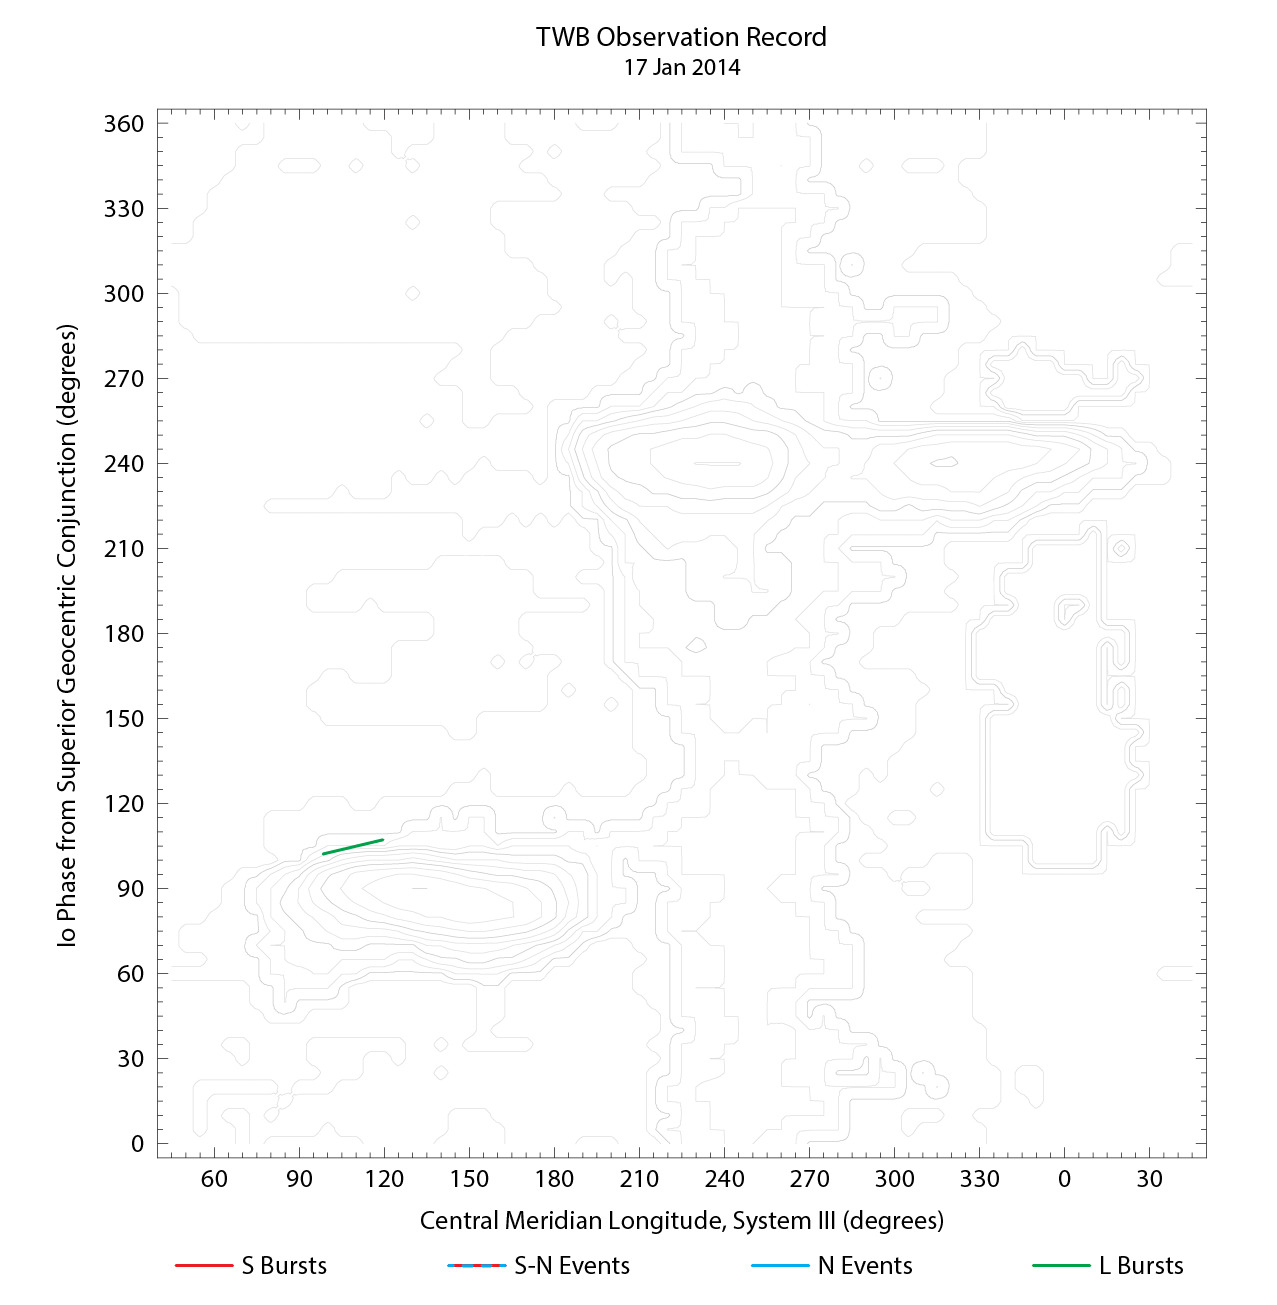 TWB Observation Record
17 Jan 2014
Io Phase from Superior Geocentric Conjunction (degrees)
360
330
300
270
240
210
180
150
120
90
60
30
0
60 90 120 150 180 210 240 270 300 330 0 30
Central Meridian Longitude, System III (degrees)
S Bursts S-N Events N Events L Bursts